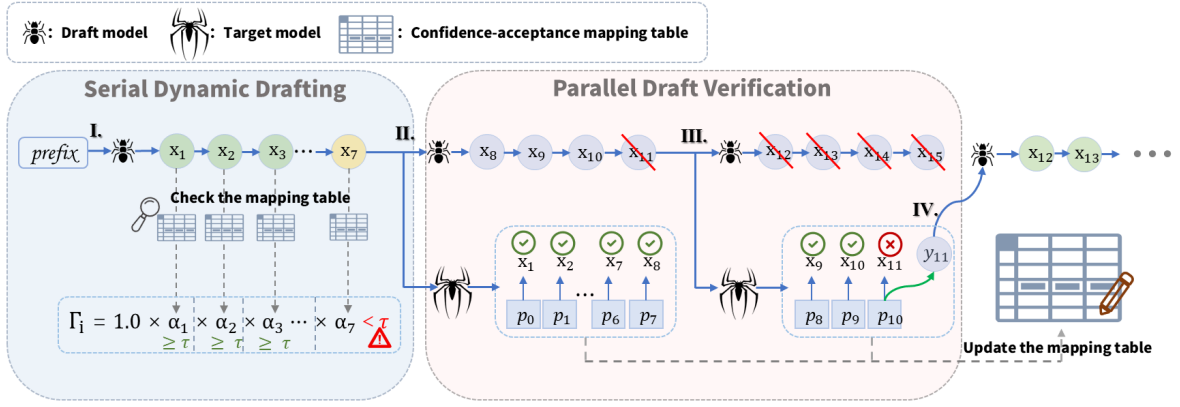 : Draft model : Target model : Confidence-acceptance mapping table
Serial Dynamic Drafting
Parallel Draft Verification
I.
II.
III.
prefix
x₁ x₂ x₃ ··· x₇
x₈ x₉ x₁₀ x₁₁
x₁₂ x₁₃ x₁₄ x₁₅
x₁₂ x₁₃ ···
Check the mapping table
IV.
x₁ x₂ x₇ x₈
x₉ x₁₀ x₁₁
y₁₁
...
p₀ p₁ p₆ p₇
p₈ p₉ p₁₀
Γᵢ = 1.0 × α₁ × α₂ × α₃ ··· × α₇ < τ
≥ τ ≥ τ ≥ τ
Update the mapping table